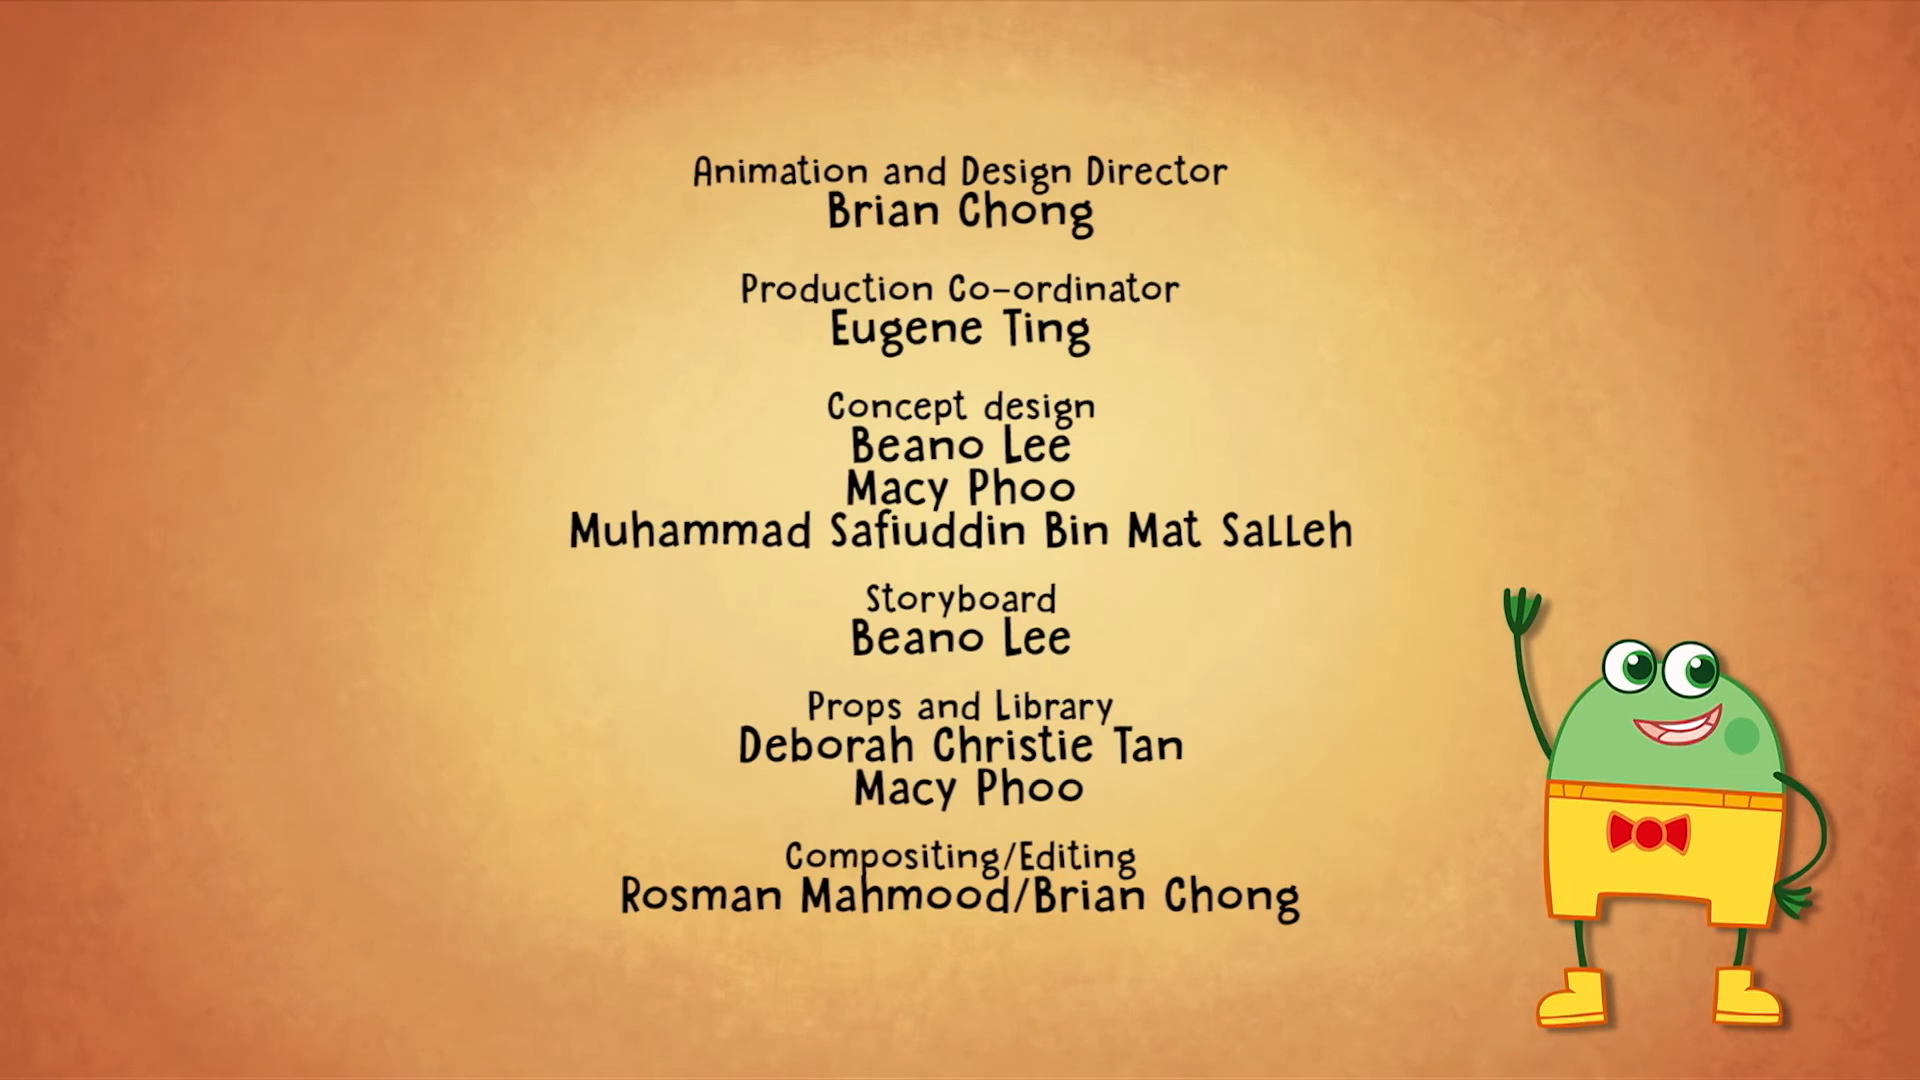 Animation and Design Director
Brian Chong
Production Co-ordinator
Eugene Ting
Concept design
Beano Lee
Macy Phoo
Muhammad Safiuddin Bin Mat Salleh
Storyboard
Beano Lee
Props and Library
Deborah Christie Tan
Macy Phoo
Compositing/Editing
Rosman Mahmood/Brian Chong